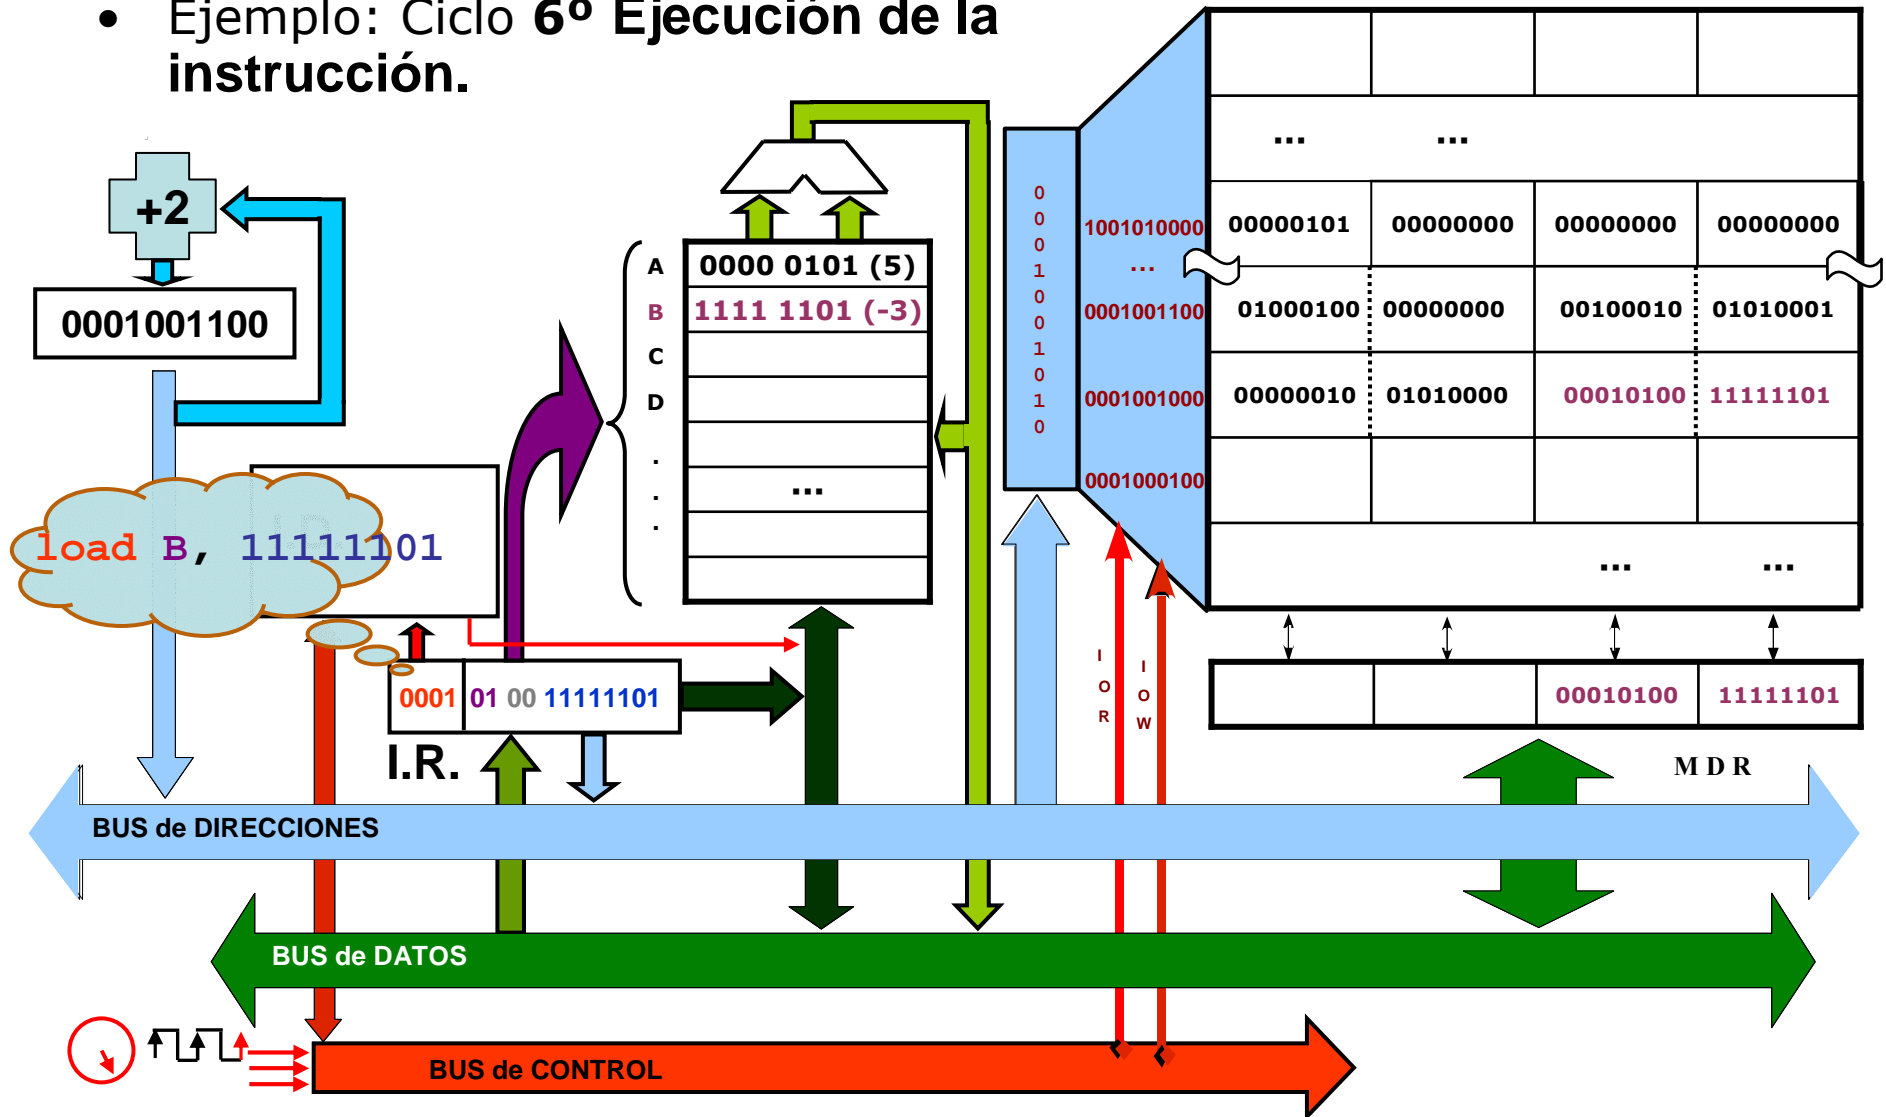 • Ejemplo: Ciclo 6º Ejecución de la
instrucción.
+2
0001001100
load B, 11111101
0001 01 00 11111101
I.R.
A 0000 0101 (5)
B 1111 1101 (-3)
C
D
.
.
...
.
0
0
0
1
0
0
1
0
1
0
1001010000
...
0001001100
0001001000
0001000100
... ...
00000101 00000000 00000000 00000000
01000100 00000000 00100010 01010001
00000010 01010000 00010100 11111101
... ...
I
O
R
I
O
W
00010100 11111101
M D R
BUS de DIRECCIONES
BUS de DATOS
BUS de CONTROL